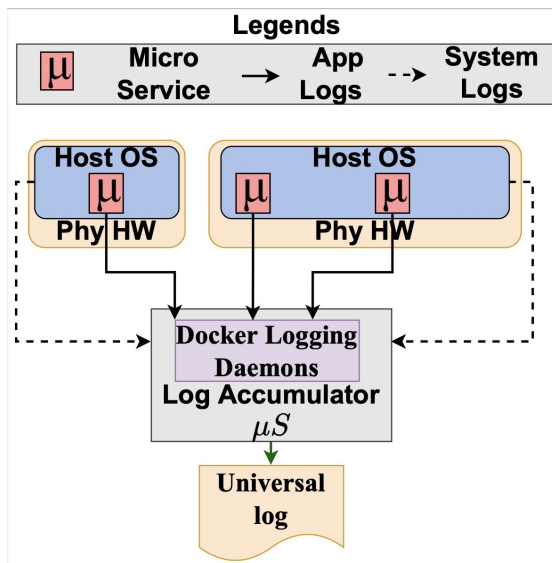 Legends
μ Micro Service App Logs System Logs
Host OS
μ
Phy HW
Host OS
μ μ
Phy HW
Docker Logging
Daemons
Log Accumulator
μS
Universal
log